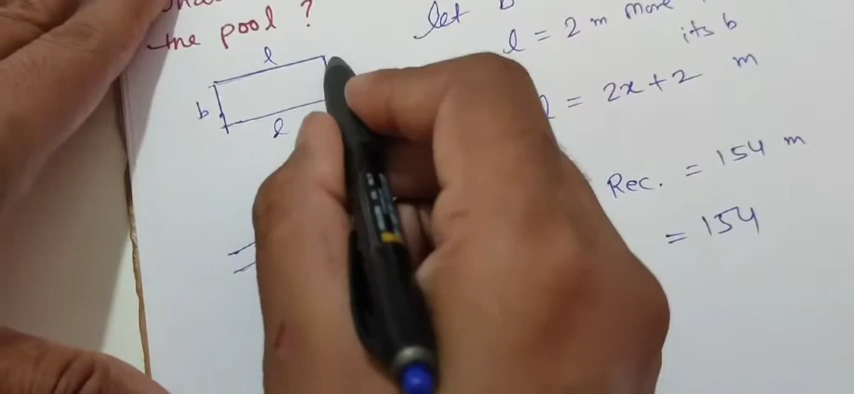 the pool ?
let b
l = 2 m more
its b
l = 2x+2 m
l
b
l
Rec. = 154 m
= 154
=